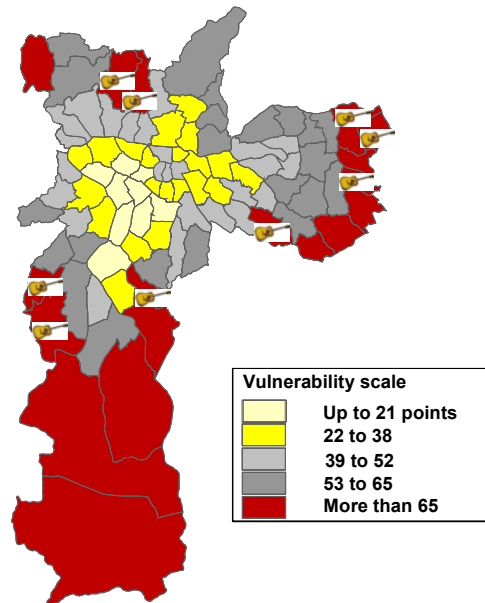 Vulnerability scale
Up to 21 points
22 to 38
39 to 52
53 to 65
More than 65